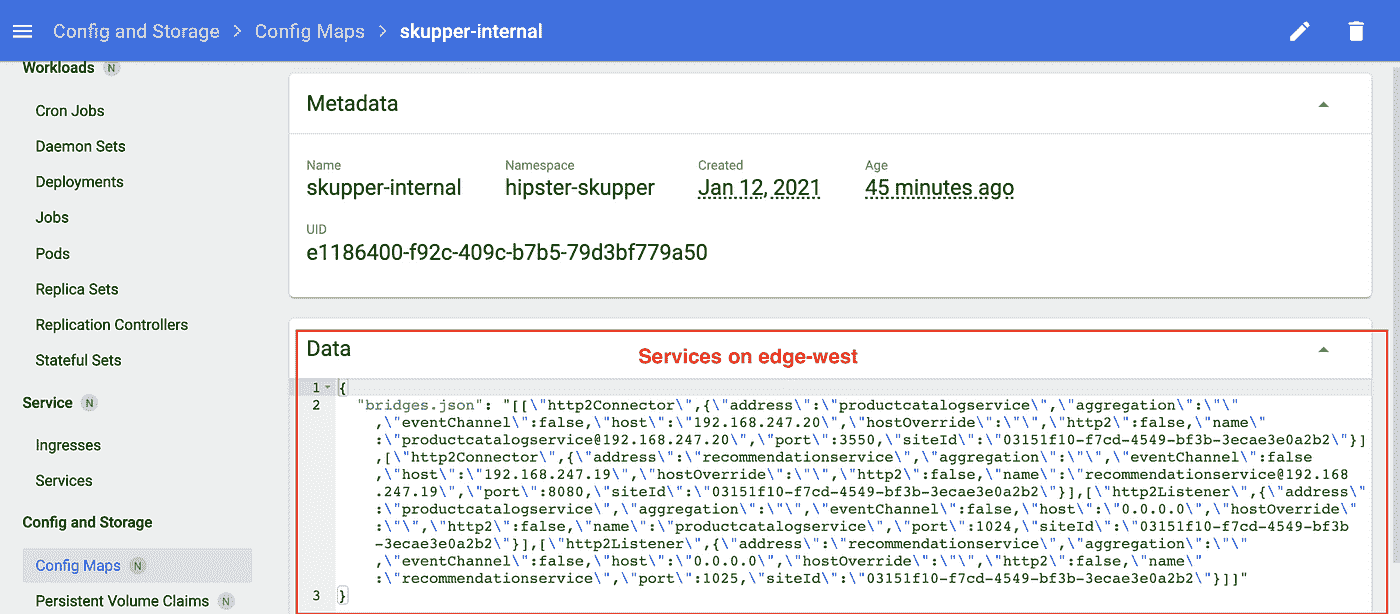 Config and Storage > Config Maps > skupper-internal
Workloads N
Cron Jobs
Daemon Sets
Deployments
Jobs
Pods
Replica Sets
Replication Controllers
Stateful Sets
Service N
Ingresses
Services
Config and Storage
Config Maps N
Persistent Volume Claims N
Metadata
Name
skupper-internal
Namespace
hipster-skupper
Created
Jan 12, 2021
Age
45 minutes ago
UID
e1186400-f92c-409c-b7b5-79d3bf779a50
Data
Services on edge-west
1 {
2 "bridges.json": "[[\"http2Connector\",{\"address\":\"productcatalogservice\",\"aggregation\":\"\"
,\"eventChannel\":false,\"host\":\"192.168.247.20\",\"hostOverride\":\"\",\"http2\":false,\"name\"
:\"productcatalogservice@192.168.247.20\",\"port\":3550,\"siteId\":\"03151f10-f7cd-4549-bf3b-3ecae3e0a2b2\"}]
,[\"http2Connector\",{\"address\":\"recommendationservice\",\"aggregation\":\"\",\"eventChannel\":false
,\"host\":\"192.168.247.19\",\"hostOverride\":\"\",\"http2\":false,\"name\":\"recommendationservice@192.168
.247.19\",\"port\":8080,\"siteId\":\"03151f10-f7cd-4549-bf3b-3ecae3e0a2b2\"}],[\"http2Listener\",{\"address\"
:\"productcatalogservice\",\"aggregation\":\"\",\"eventChannel\":false,\"host\":\"0.0.0.0\",\"hostOverride\"
:\"\",\"http2\":false,\"name\":\"productcatalogservice\",\"port\":1024,\"siteId\":\"03151f10-f7cd-4549-bf3b
-3ecae3e0a2b2\"}],[\"http2Listener\",{\"address\":\"recommendationservice\",\"aggregation\":\"\"
,\"eventChannel\":false,\"host\":\"0.0.0.0\",\"hostOverride\":\"\",\"http2\":false,\"name\"
:\"recommendationservice\",\"port\":1025,\"siteId\":\"03151f10-f7cd-4549-bf3b-3ecae3e0a2b2\"}]]"
3 }